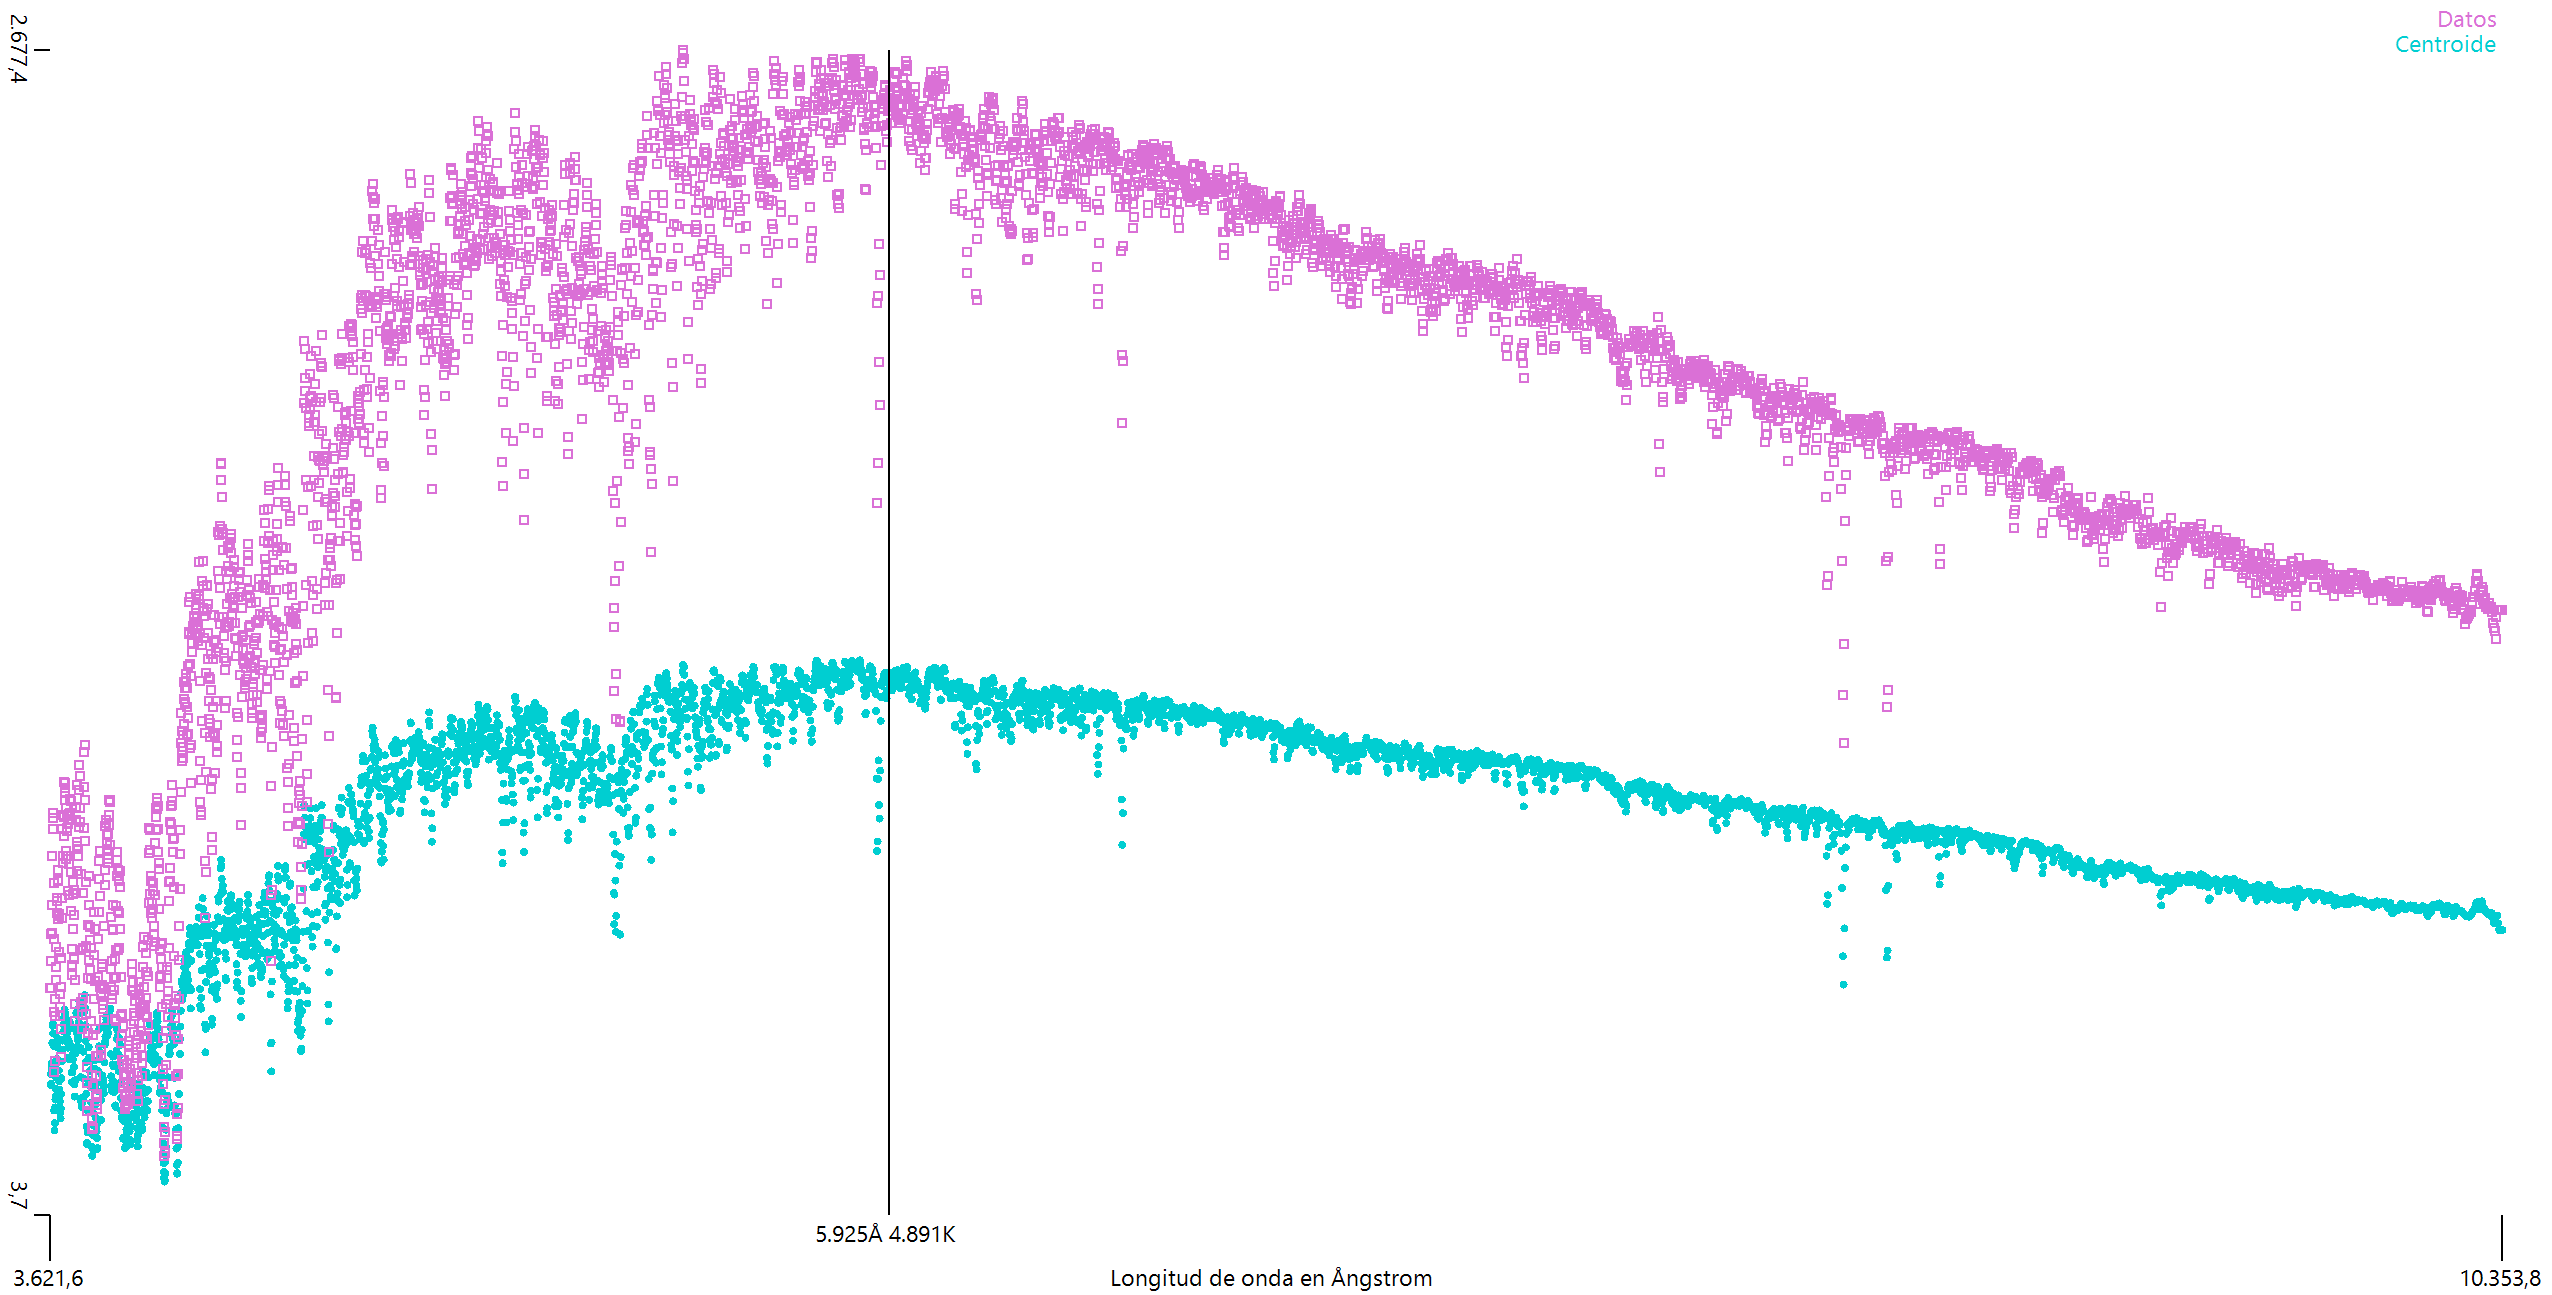 2.677,4
Datos
Centroide
3,7
5.925Å 4.891K
3.621,6
Longitud de onda en Ångstrom
10.353,8